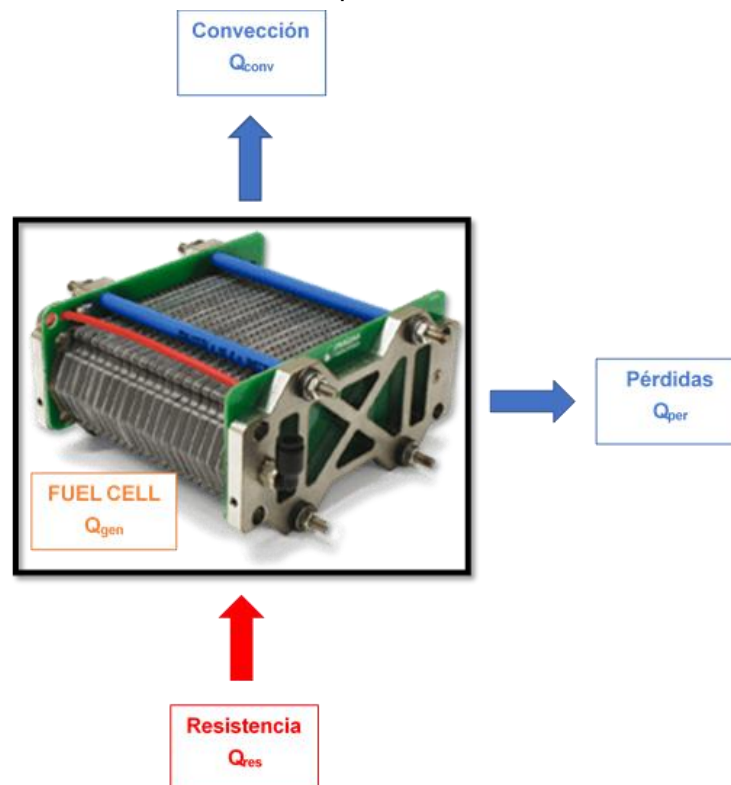 Convección
Qconv
Pérdidas
Qper
FUEL CELL
Qgen
Resistencia
Qres